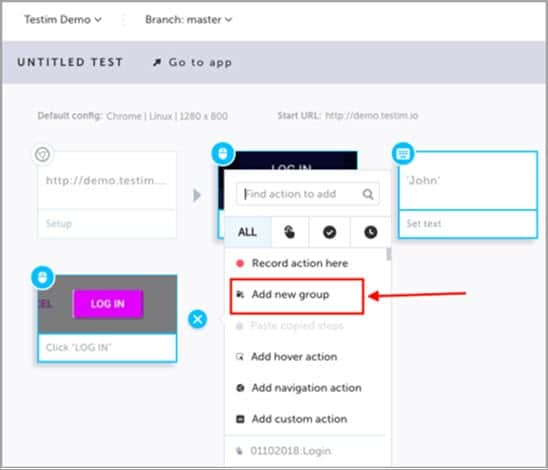 Testim Demo
Branch: master
UNTITLED TEST
Go to app
Default config: Chrome | Linux | 1280 x 800
Start URL: http://demo.testim.io
http://demo.testim....
Setup
LOG IN
'John'
Set text
Find action to add
ALL
Record action here
Add new group
Paste copied steps
Add hover action
Add navigation action
Add custom action
01102018:Login
CEL
LOG IN
Click "LOG IN"